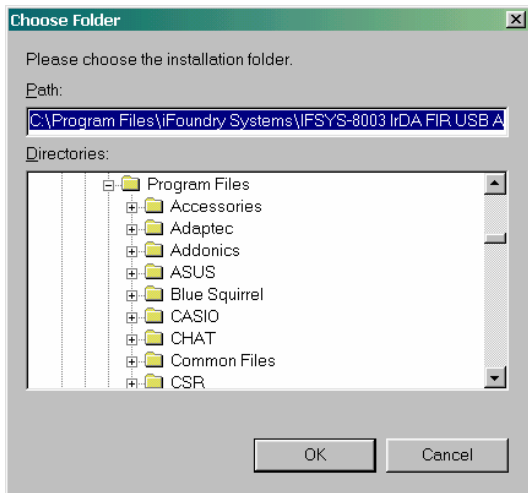 Choose Folder
Please choose the installation folder.
Path:
C:\Program Files\iFoundry Systems\IFSYS-8003 IrDA FIR USB A
Directories:
Program Files
Accessories
Adaptec
Addonics
ASUS
Blue Squirrel
CASIO
CHAT
Common Files
CSR
OK Cancel